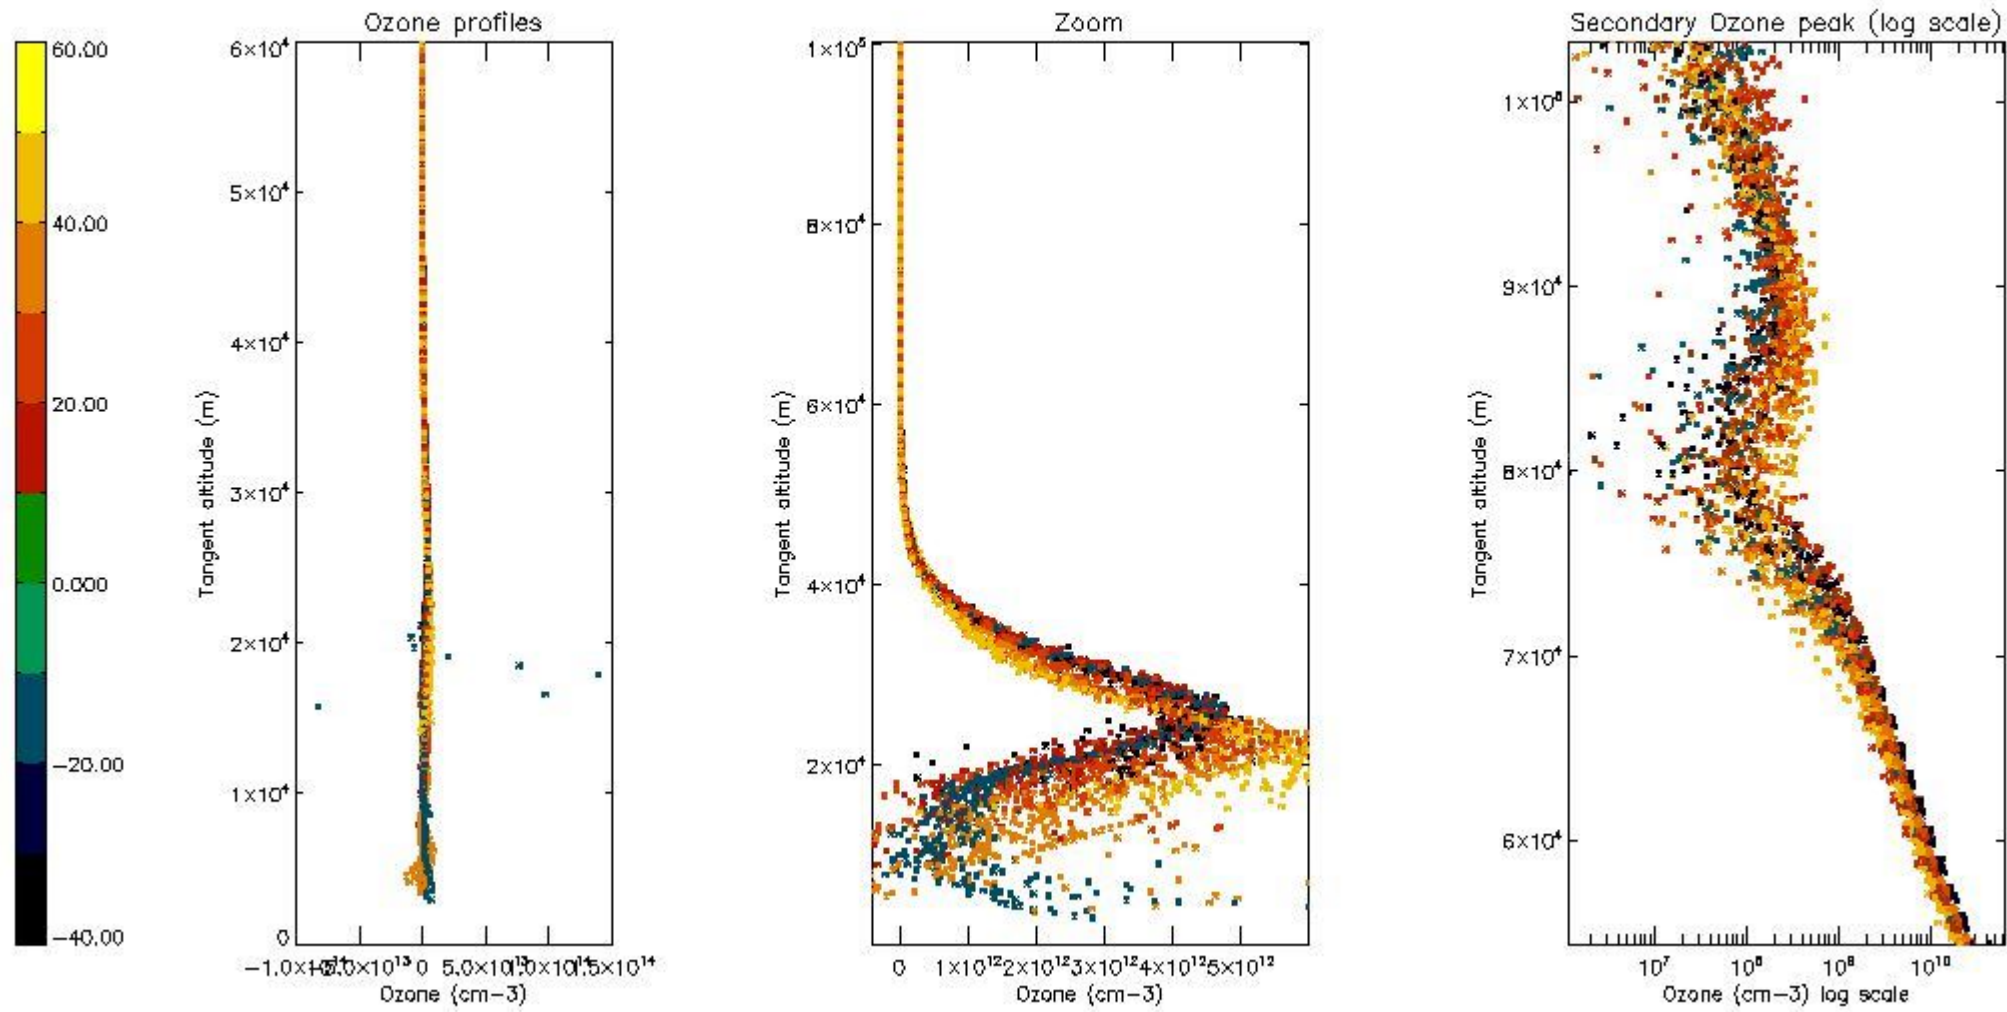 Ozone profiles
Zoom
Secondary Ozone peak (log scale)
60.00
40.00
20.00
0.000
−20.00
−40.00
6×10⁴
5×10⁴
4×10⁴
3×10⁴
2×10⁴
1×10⁴
0
Tangent altitude (m)
0 5.0×10¹³
Ozone (cm−3)
1×10⁵
8×10⁴
6×10⁴
4×10⁴
2×10⁴
Tangent altitude (m)
0 1×10¹² 2×10¹² 3×10¹² 4×10¹² 5×10¹²
Ozone (cm−3)
9×10⁴
8×10⁴
7×10⁴
6×10⁴
Tangent altitude (m)
10⁷ 10⁸ 10⁹ 10¹⁰
Ozone (cm−3) log scale